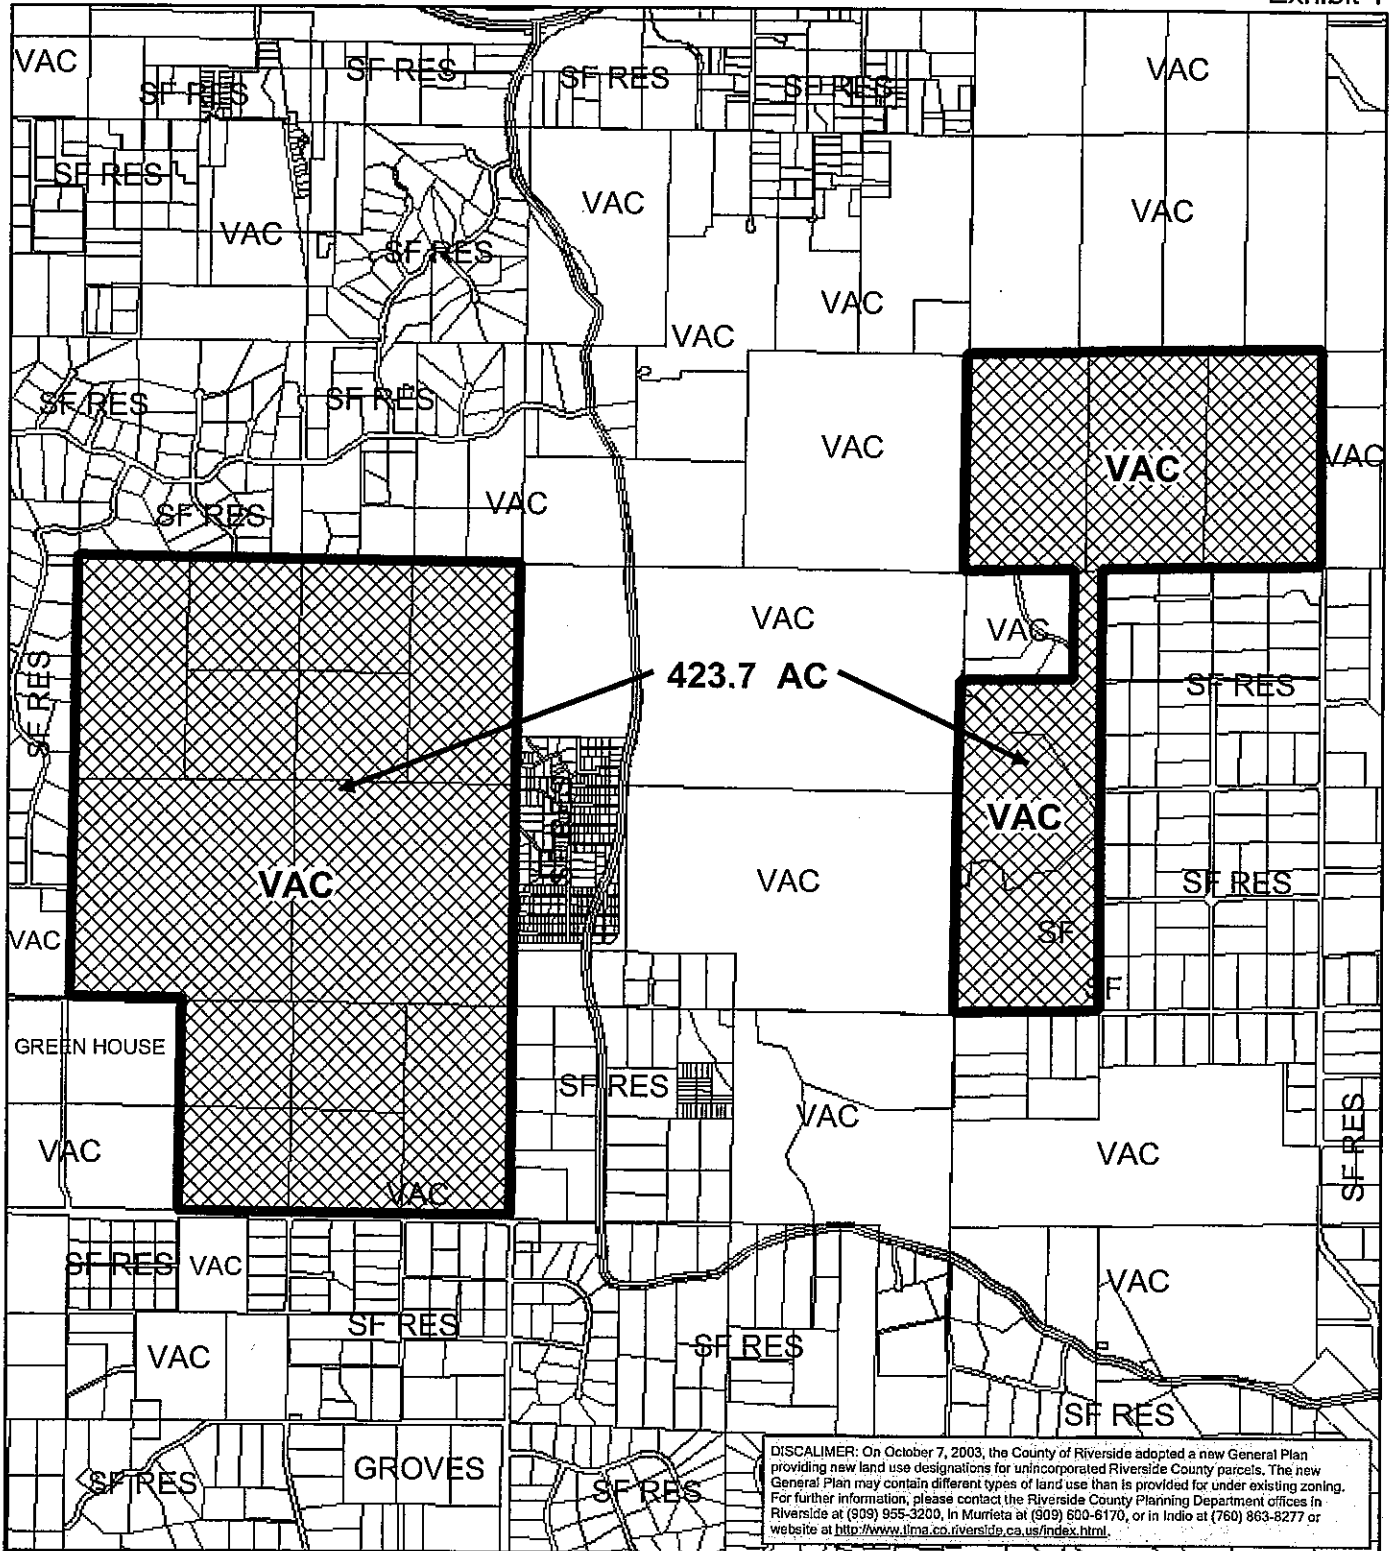 Exhibit
VAC
SF RES
SF RES
SF RES
SF RES
VAC
SF RES
VAC
SF RES
VAC
VAC
VAC
VAC
SF RES
SF RES
VAC
VAC
VAC
SF RES
VAC
VAC
VAC
SF RES
423.7 AC
SF RES
VAC
VAC
VAC
SF RES
VAC
SF
SF
GREEN HOUSE
SF RES
VAC
VAC
VAC
SF RES
VAC
SF RES
VAC
VAC
SF RES
VAC
SF RES
SF RES
SF RES
GROVES
SF RES
DISCALIMER: On October 7, 2003, the County of Riverside adopted a new General Plan
providing new land use designations for unincorporated Riverside County parcels. The new
General Plan may contain different types of land use than is provided for under existing zoning.
For further information, please contact the Riverside County Planning Department offices in
Riverside at (909) 955-3200, in Murrieta at (909) 600-6170, or in Indio at (760) 863-8277 or
website at http://www.tlma.co.riverside.ca.us/index.html.